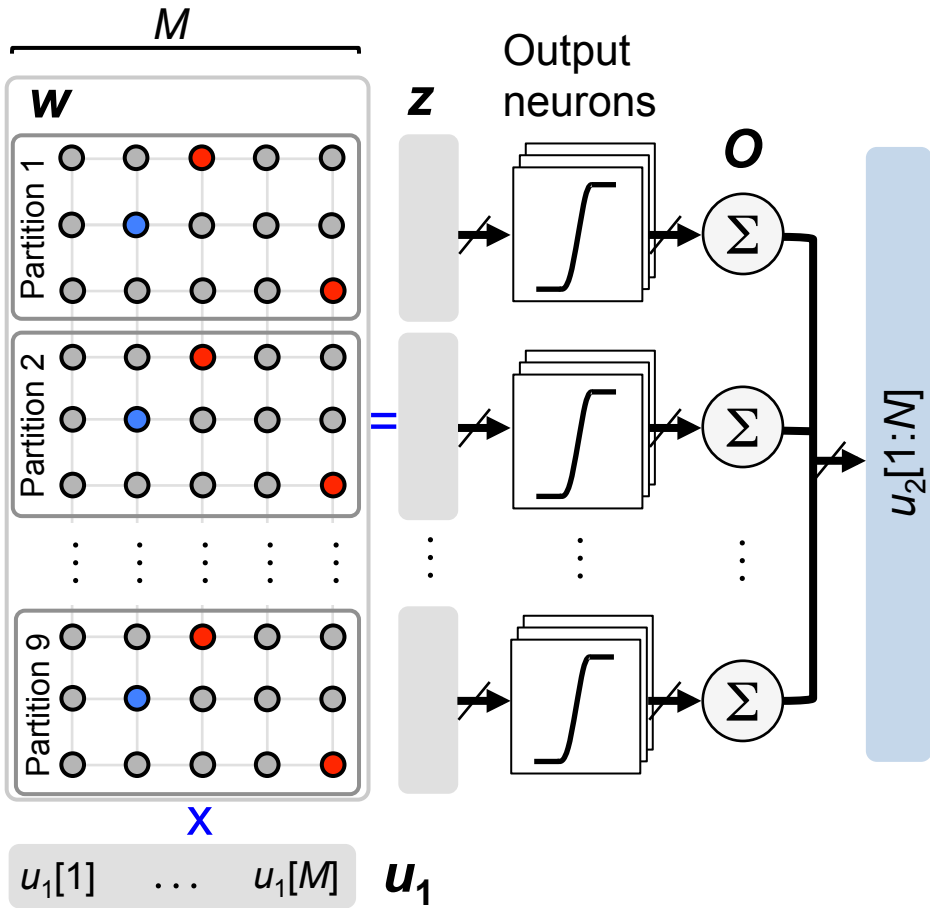 M
w
z
Output
neurons
O
Partition 1
Σ
Partition 2
=
Σ
u₂[1:N]
⋮ ⋮ ⋮ ⋮ ⋮ ⋮ ⋮ ⋮
Partition 9
Σ
x
u₁[1] ... u₁[M]
u₁